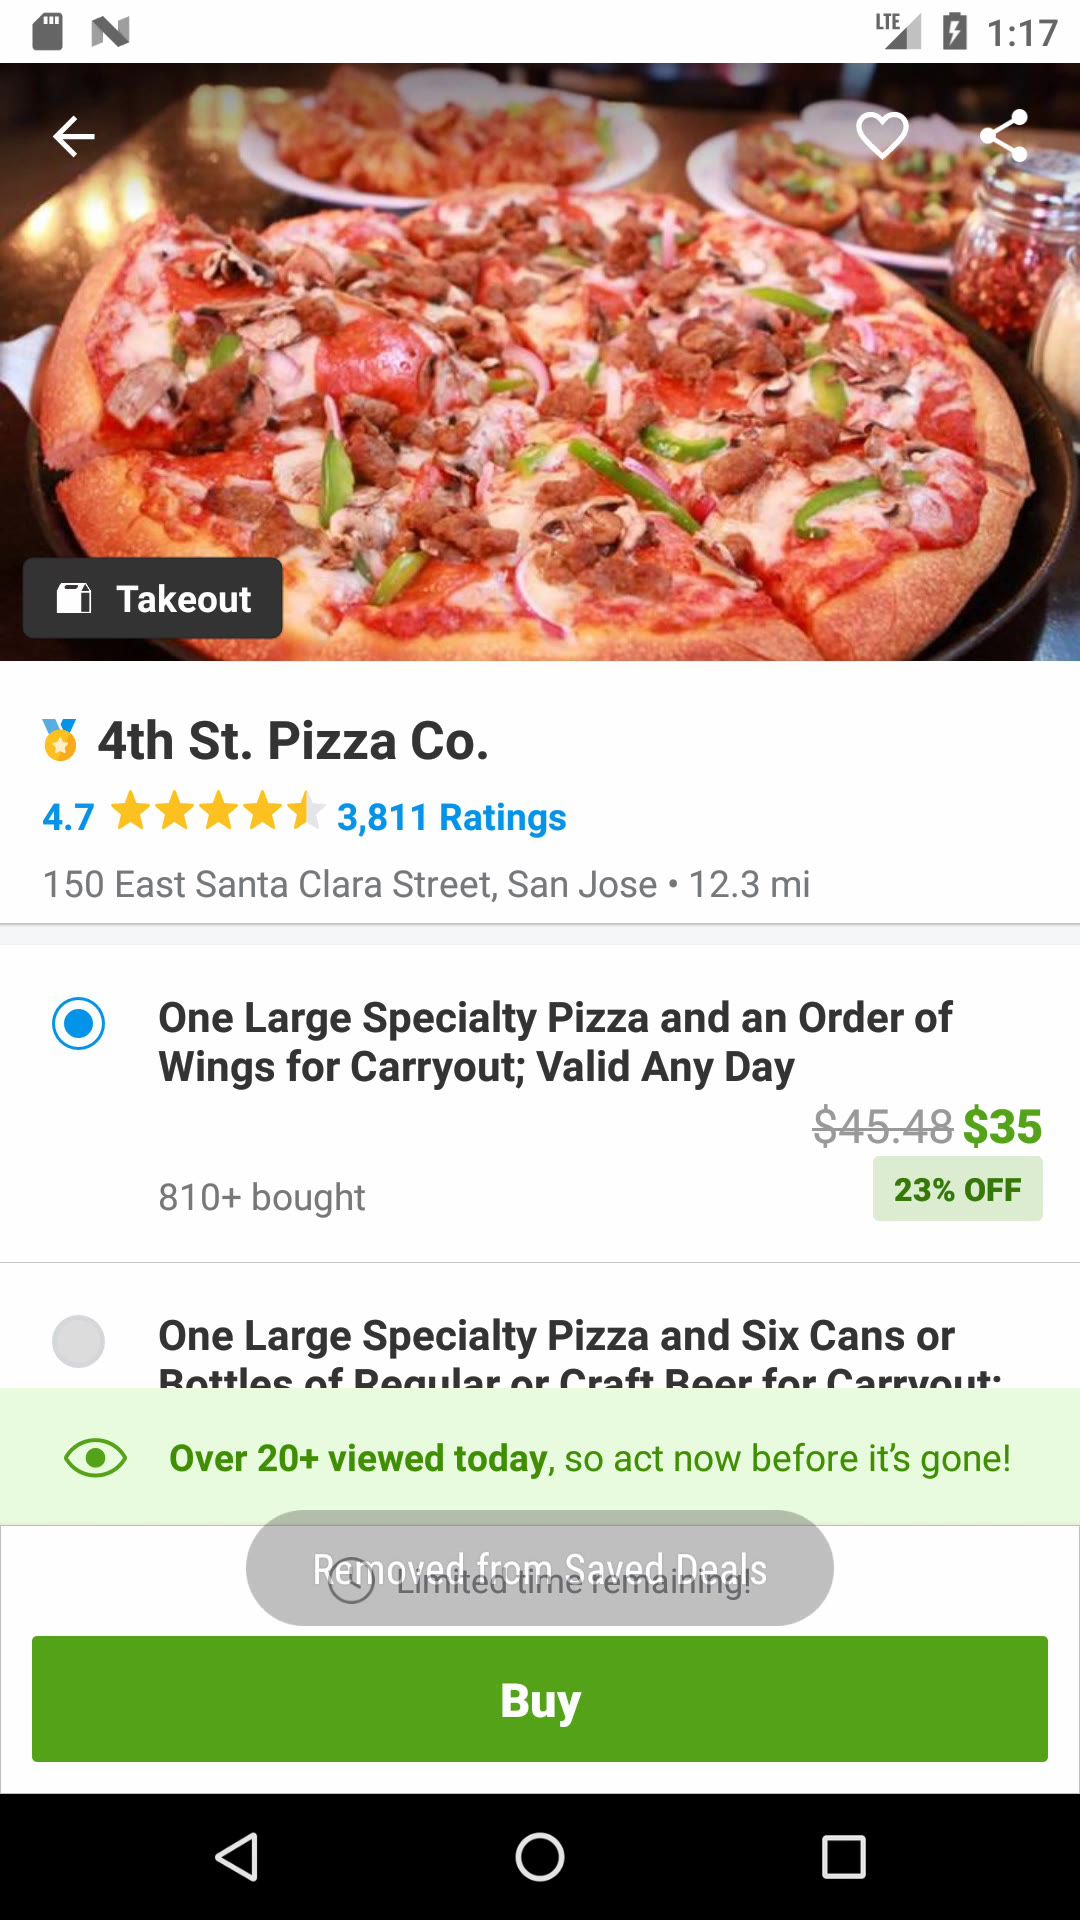 LTE 1:17
Takeout
4th St. Pizza Co.
4.7 3,811 Ratings
150 East Santa Clara Street, San Jose • 12.3 mi
One Large Specialty Pizza and an Order of
Wings for Carryout; Valid Any Day
$45.48 $35
810+ bought
23% OFF
One Large Specialty Pizza and Six Cans or
Bottles of Regular or Craft Beer for Carryout;
Over 20+ viewed today, so act now before it's gone!
Removed from Saved Deals
Limited time remaining!
Buy